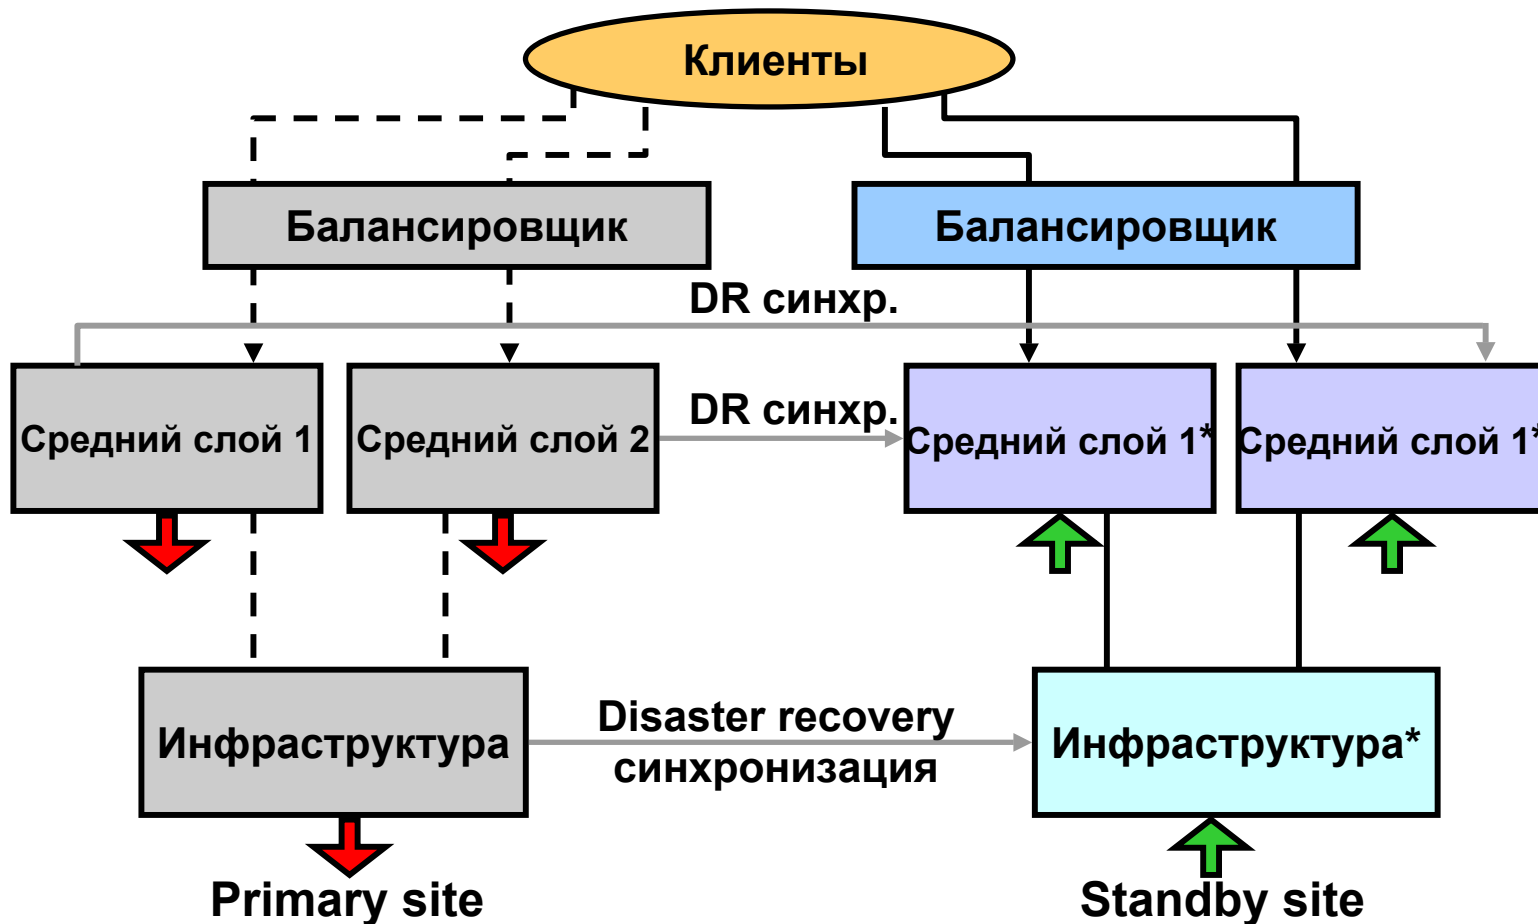 Клиенты
Балансировщик
Балансировщик
DR синхр.
Средний слой 1
Средний слой 2
DR синхр.
Средний слой 1*
Средний слой 1*
Инфраструктура
Disaster recovery
синхронизация
Инфраструктура*
Primary site
Standby site